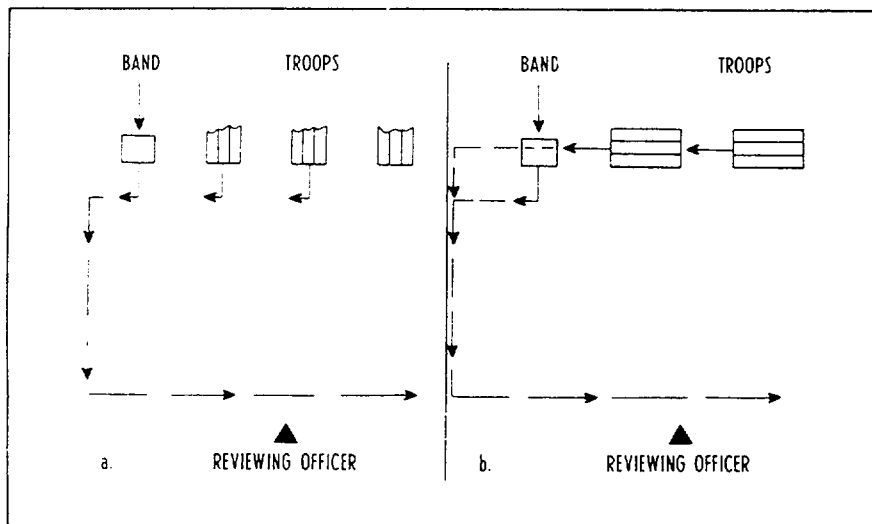 BAND TROOPS
BAND TROOPS
a. REVIEWING OFFICER
b. REVIEWING OFFICER